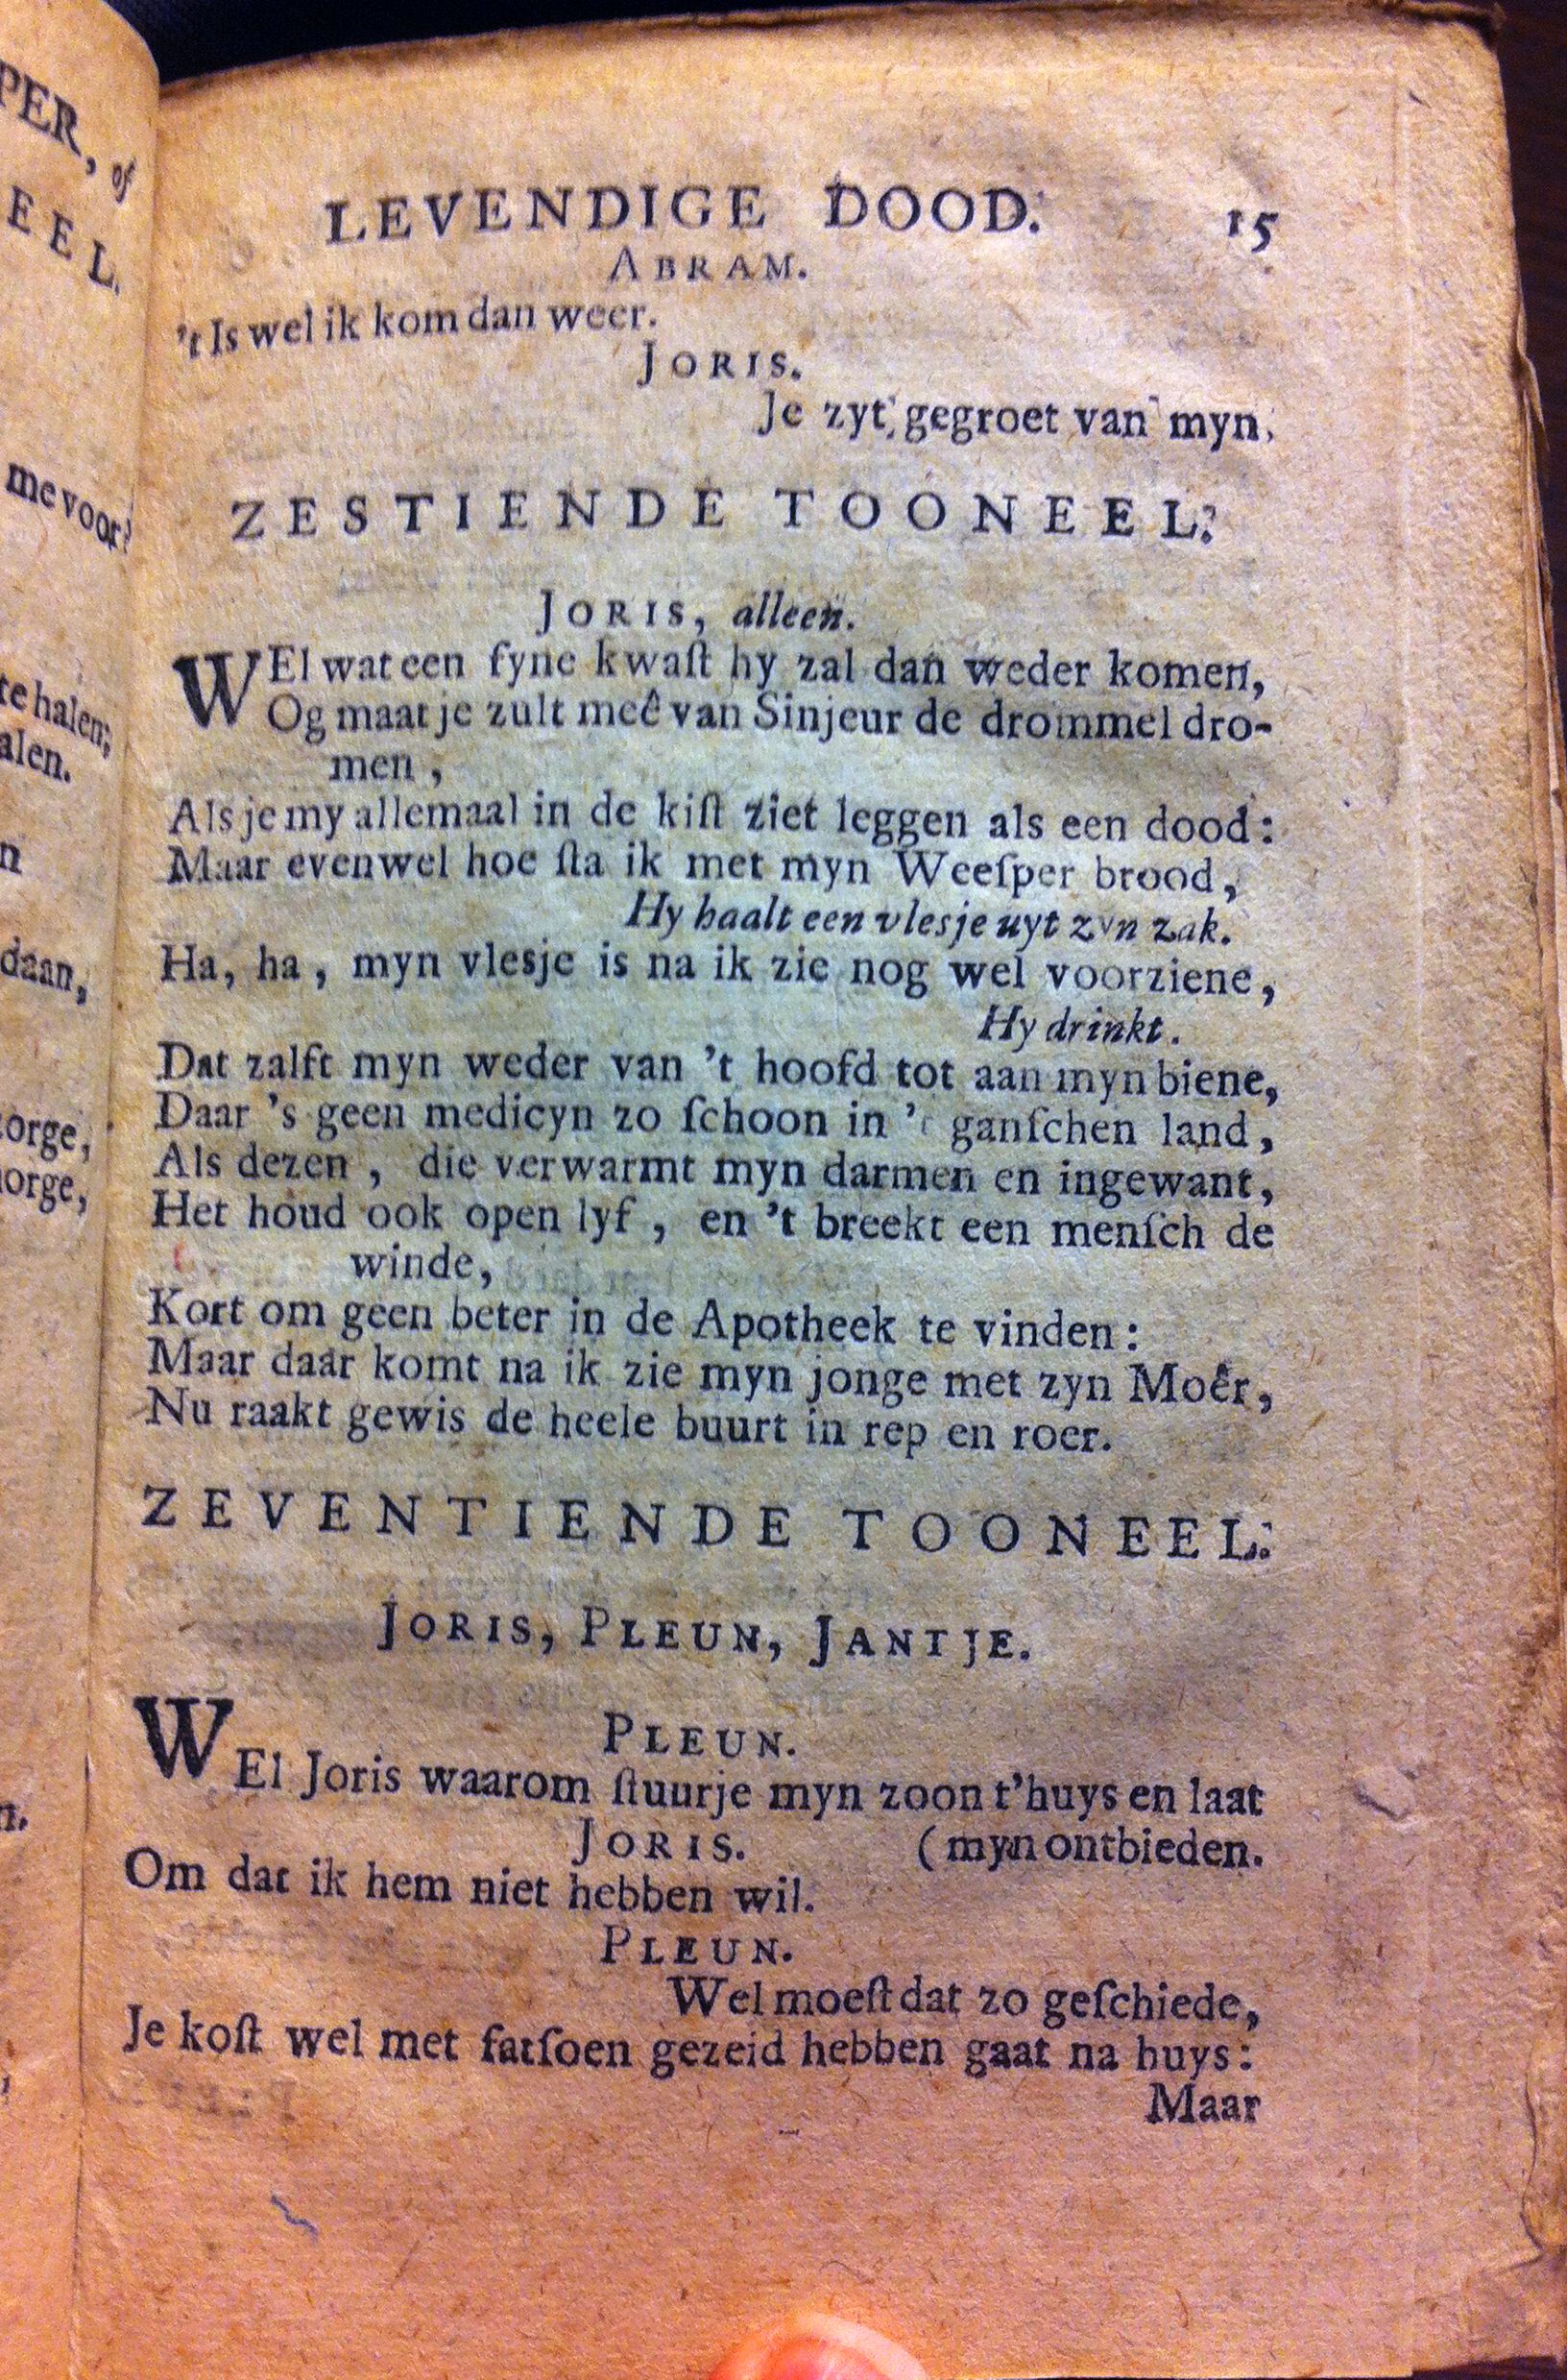 PER, of
EEL.
me voor?
te halen;
alen.
n
daan,
orge,
orge,
n.
LEVENDIGE DOOD. 15
ABRAM.
't Is wel ik kom dan weer.
JORIS.
Je zyt gegroet van myn.
ZESTIENDE TOONEEL.
JORIS, alleen.
WEl wat een fyne kwaſt hy zal dan weder komen,
Og maat je zult meê van Sinjeur de drommel dro-
men,
Als je my allemaal in de kiſt ziet leggen als een dood:
Maar evenwel hoe ſta ik met myn Weeſper brood,
Hy haalt een vlesje uyt zyn zak.
Ha, ha, myn vlesje is na ik zie nog wel voorziene,
Hy drinkt.
Dat zalft myn weder van 't hoofd tot aan myn biene,
Daar 's geen medicyn zo ſchoon in 't ganſchen land,
Als dezen, die verwarmt myn darmen en ingewant,
Het houd ook open lyf, en 't breekt een menſch de
winde,
Kort om geen beter in de Apotheek te vinden:
Maar daar komt na ik zie myn jonge met zyn Moêr,
Nu raakt gewis de heele buurt in rep en roer.
ZEVENTIENDE TOONEEL.
JORIS, PLEUN, JANTJE.
PLEUN.
WEl Joris waarom ſtuurje myn zoon t'huys en laat
JORIS. (myn ontbieden.
Om dat ik hem niet hebben wil.
PLEUN.
Wel moeſt dat zo geſchiede,
Je koſt wel met fatſoen gezeid hebben gaat na huys:
Maar